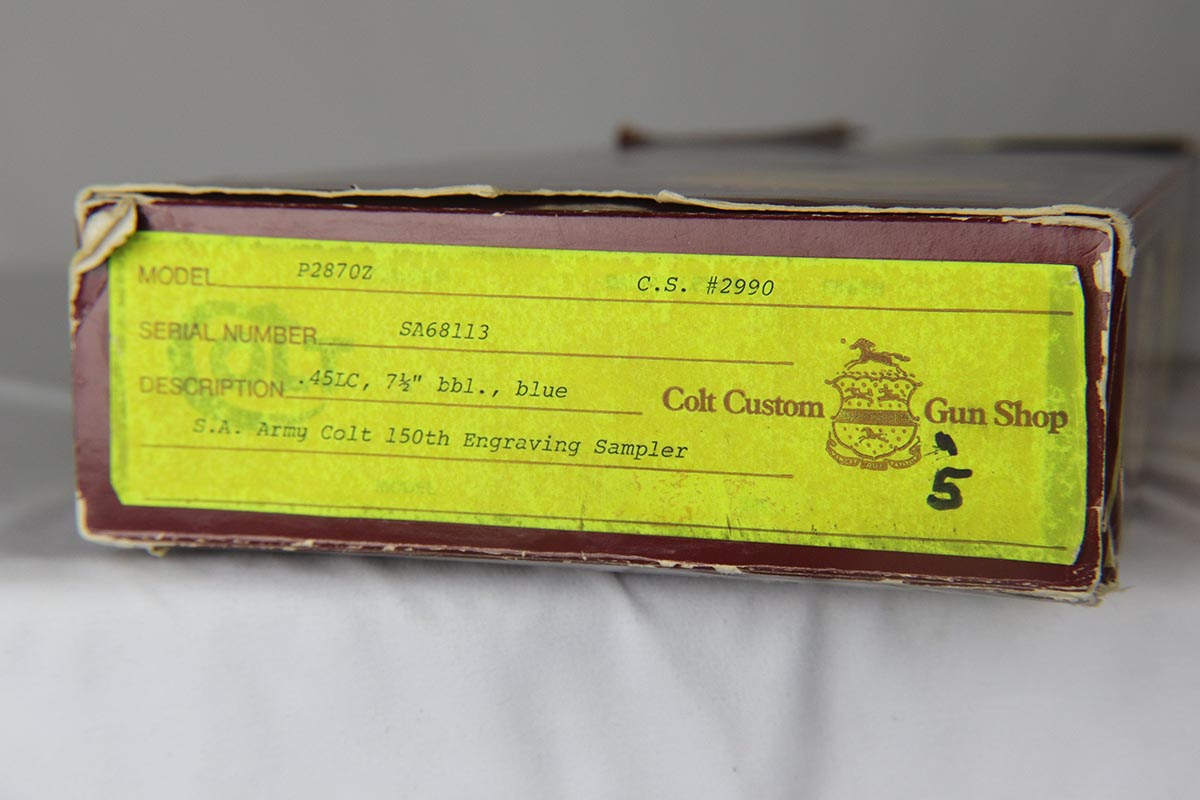 MODEL P2870Z C.S. #2990
SERIAL NUMBER SA68113
DESCRIPTION .45LC, 7½" bbl., blue
S.A. Army Colt 150th Engraving Sampler
Colt Custom Gun Shop
5
Colt